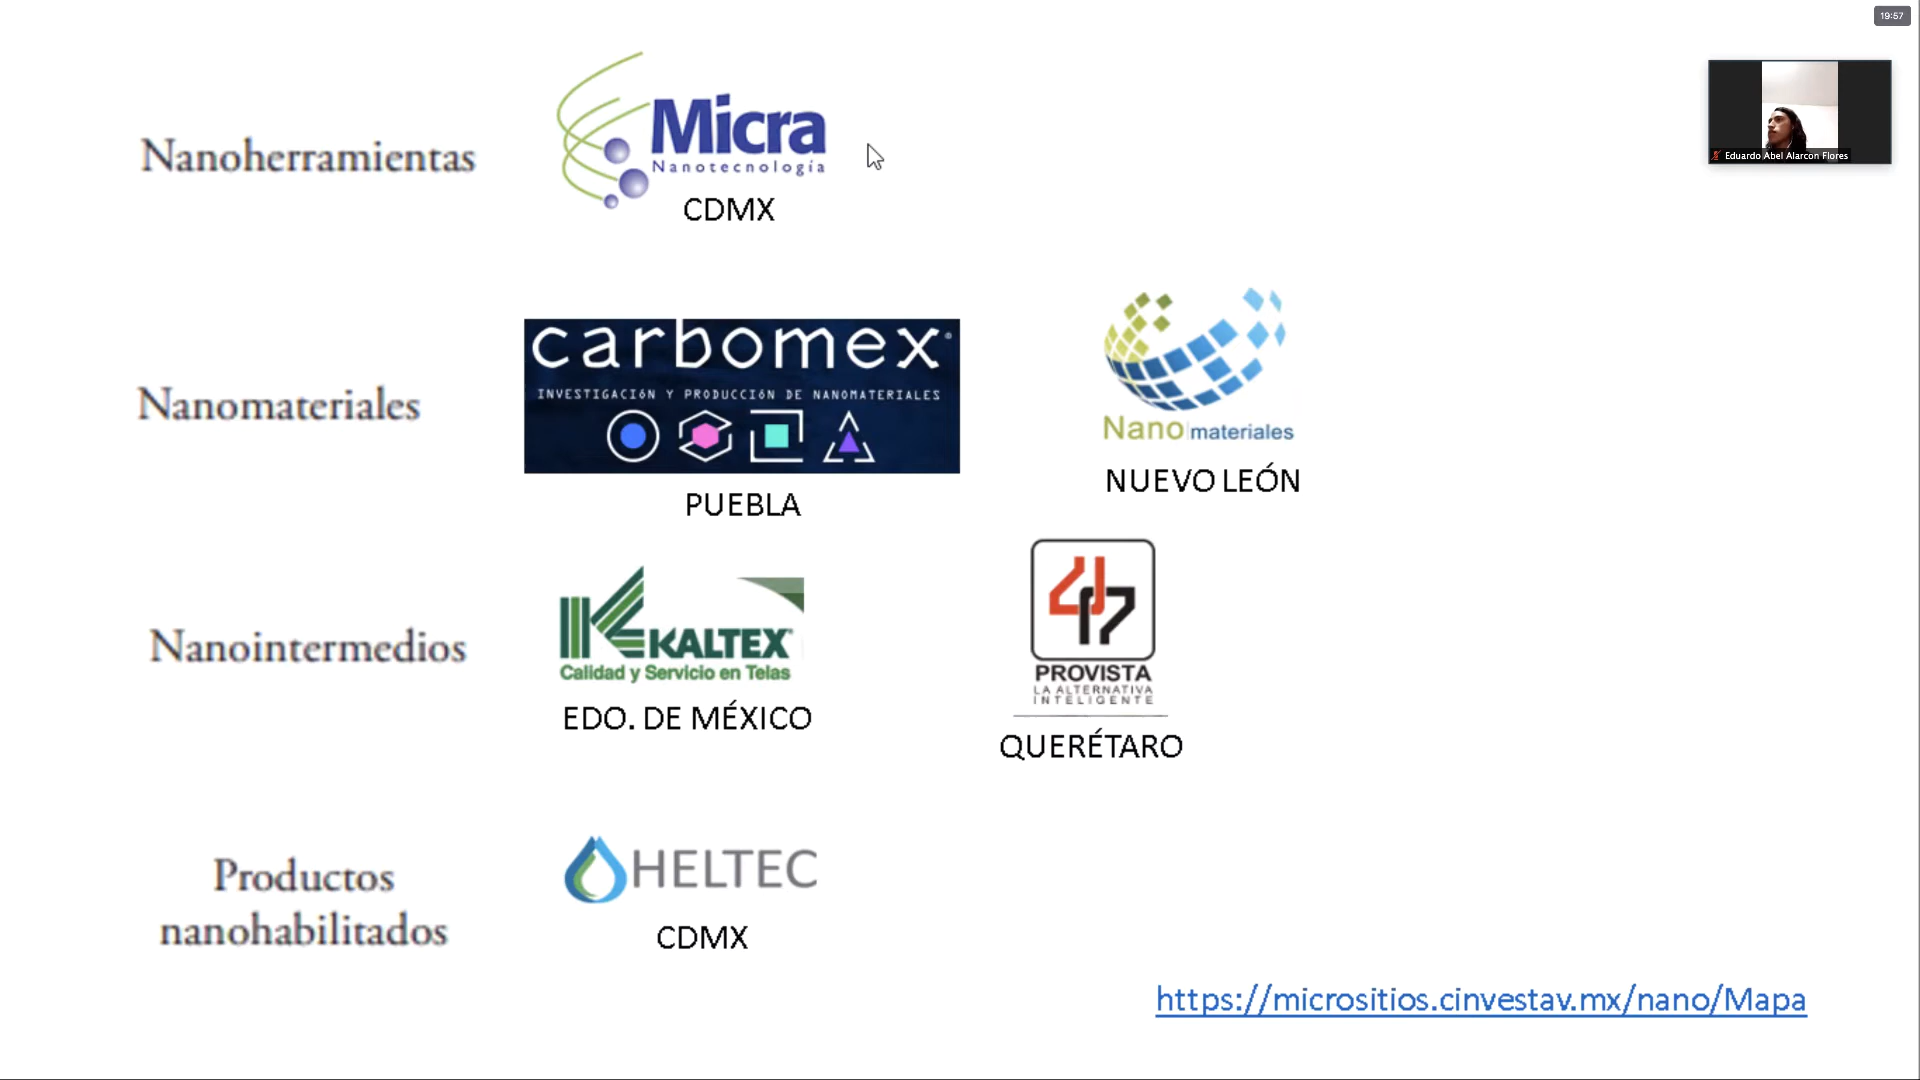 19:57
Eduardo Abel Alarcon Flores
Nanoherramientas
Micra
Nanotecnología
CDMX
Nanomateriales
carbomex®
INVESTIGACIÓN Y PRODUCCIÓN DE NANOMATERIALES
PUEBLA
Nano materiales
NUEVO LEÓN
Nanointermedios
KALTEX
Calidad y Servicio en Telas
EDO. DE MÉXICO
PROVISTA
LA ALTERNATIVA
INTELIGENTE
QUERÉTARO
Productos
nanohabilitados
HELTEC
CDMX
https://micrositios.cinvestav.mx/nano/Mapa